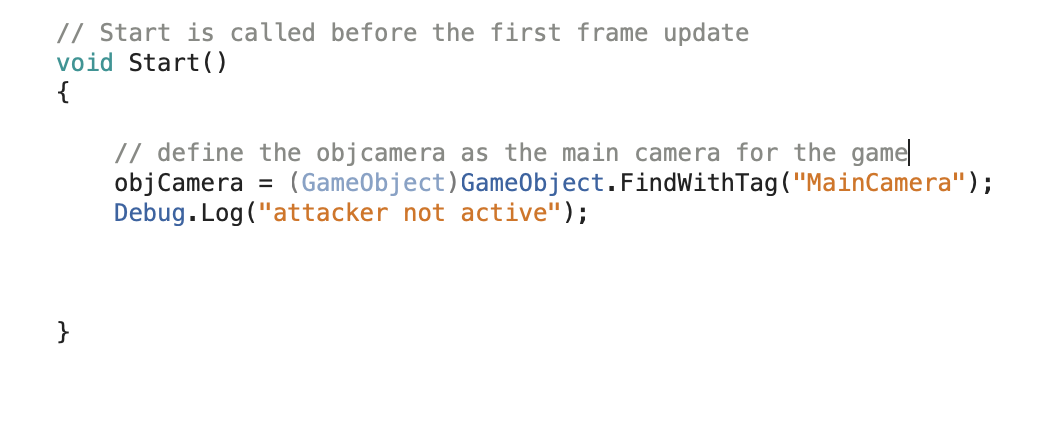 // Start is called before the first frame update
void Start()
{
// define the objcamera as the main camera for the game
objCamera = (GameObject)GameObject.FindWithTag("MainCamera");
Debug.Log("attacker not active");
}